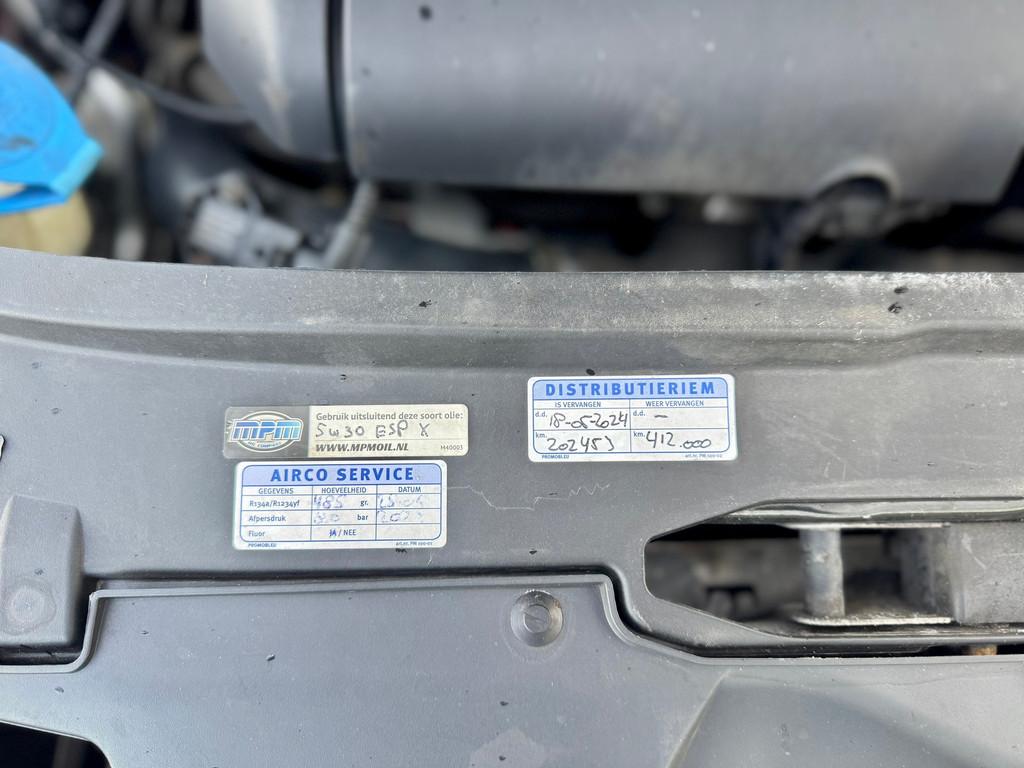 mpm
Gebruik uitsluitend deze soort olie:
5W30 ESP X
WWW.MPMOIL.NL M40003
AIRCO SERVICE
GEGEVENS HOEVEELHEID DATUM
R134a/R1234yf 485 gr.
Afpersdruk bar
Fluor JA / NEE
PROMOBLEU
DISTRIBUTIERIEM
IS VERVANGEN WEER VERVANGEN
d.d. 18-05-2024 d.d. -
km. 202453 km. 412.000
PROMOBLEU